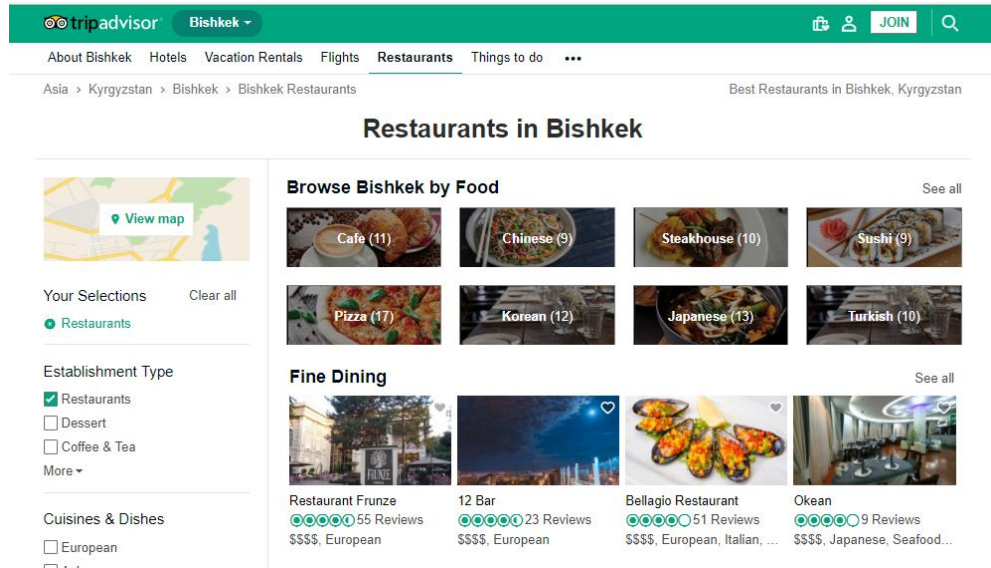 tripadvisor Bishkek JOIN
About Bishkek Hotels Vacation Rentals Flights Restaurants Things to do •••
Asia > Kyrgyzstan > Bishkek > Bishkek Restaurants Best Restaurants in Bishkek, Kyrgyzstan
Restaurants in Bishkek
View map
Your Selections Clear all
Restaurants
Establishment Type
Restaurants
Dessert
Coffee & Tea
More
Cuisines & Dishes
European
Browse Bishkek by Food See all
Cafe (11) Chinese (9) Steakhouse (10) Sushi (9)
Pizza (17) Korean (12) Japanese (13) Turkish (10)
Fine Dining See all
FRUNZE
Restaurant Frunze 12 Bar Bellagio Restaurant Okean
55 Reviews 23 Reviews 51 Reviews 9 Reviews
$$$$, European $$$$, European $$$$, European, Italian, ... $$$$, Japanese, Seafood...